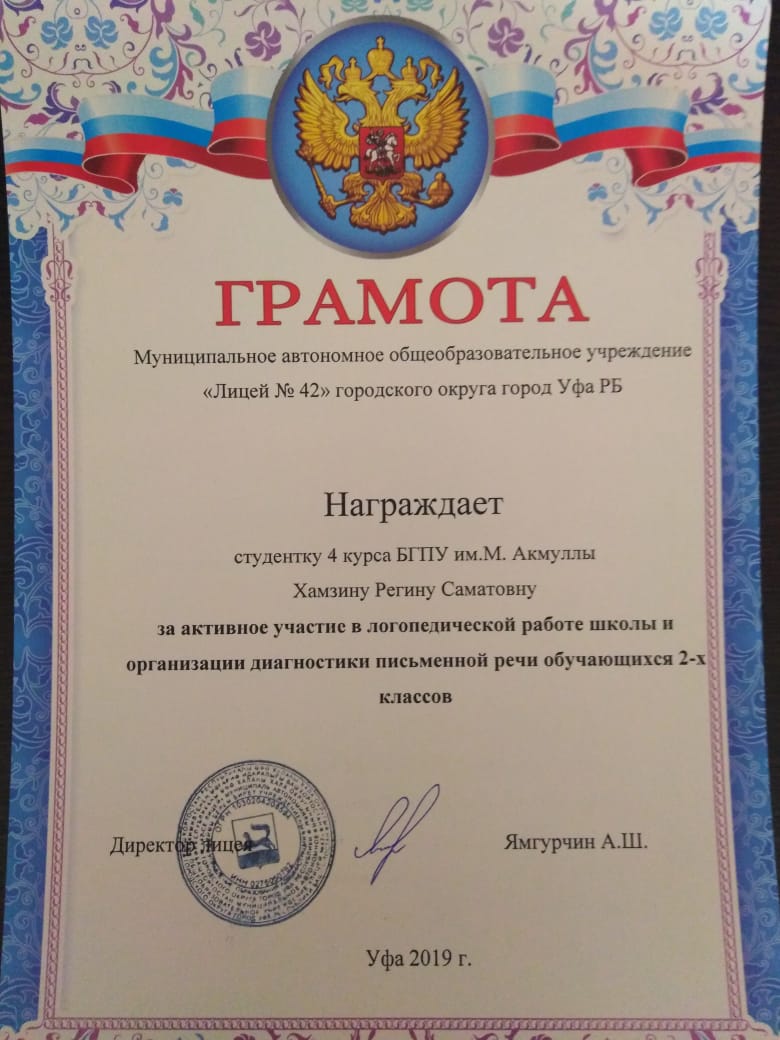 ГРАМОТА
Муниципальное автономное общеобразовательное учреждение
«Лицей № 42» городского округа город Уфа РБ
Награждает
студентку 4 курса БГПУ им.М. Акмуллы
Хамзину Регину Саматовну
за активное участие в логопедической работе школы и
организации диагностики письменной речи обучающихся 2-х
классов
Директор лицея
Ямгурчин А.Ш.
Уфа 2019 г.